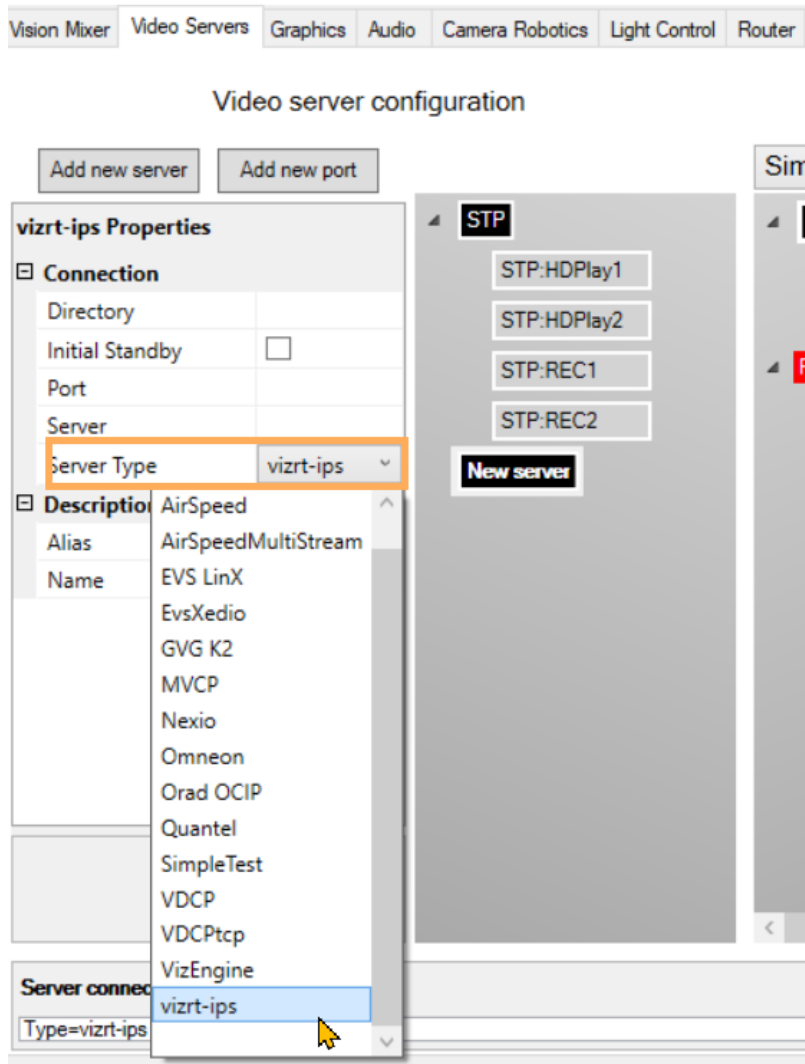 Vision Mixer Video Servers Graphics Audio Camera Robotics Light Control Router
Video server configuration
Add new server Add new port
Sim
vizrt-ips Properties
Connection
Directory
Initial Standby
Port
Server
Server Type vizrt-ips
Description
Alias
Name
AirSpeed
AirSpeedMultiStream
EVS LinX
EvsXedio
GVG K2
MVCP
Nexio
Omneon
Orad OCIP
Quantel
SimpleTest
VDCP
VDCPtcp
VizEngine
vizrt-ips
STP
STP:HDPlay1
STP:HDPlay2
STP:REC1
STP:REC2
New server
Server connec
Type=vizrt-ips